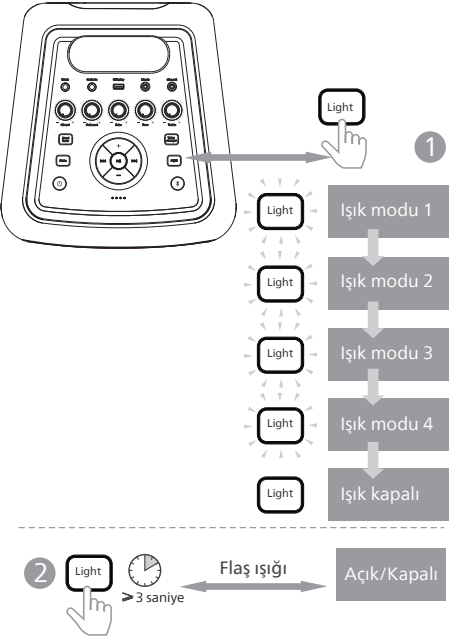 Light
1
Light
Işık modu 1
Light
Işık modu 2
Light
Işık modu 3
Light
Işık modu 4
Light
Işık kapalı
2
Light
≥ 3 saniye
Flaş ışığı
Açık/Kapalı